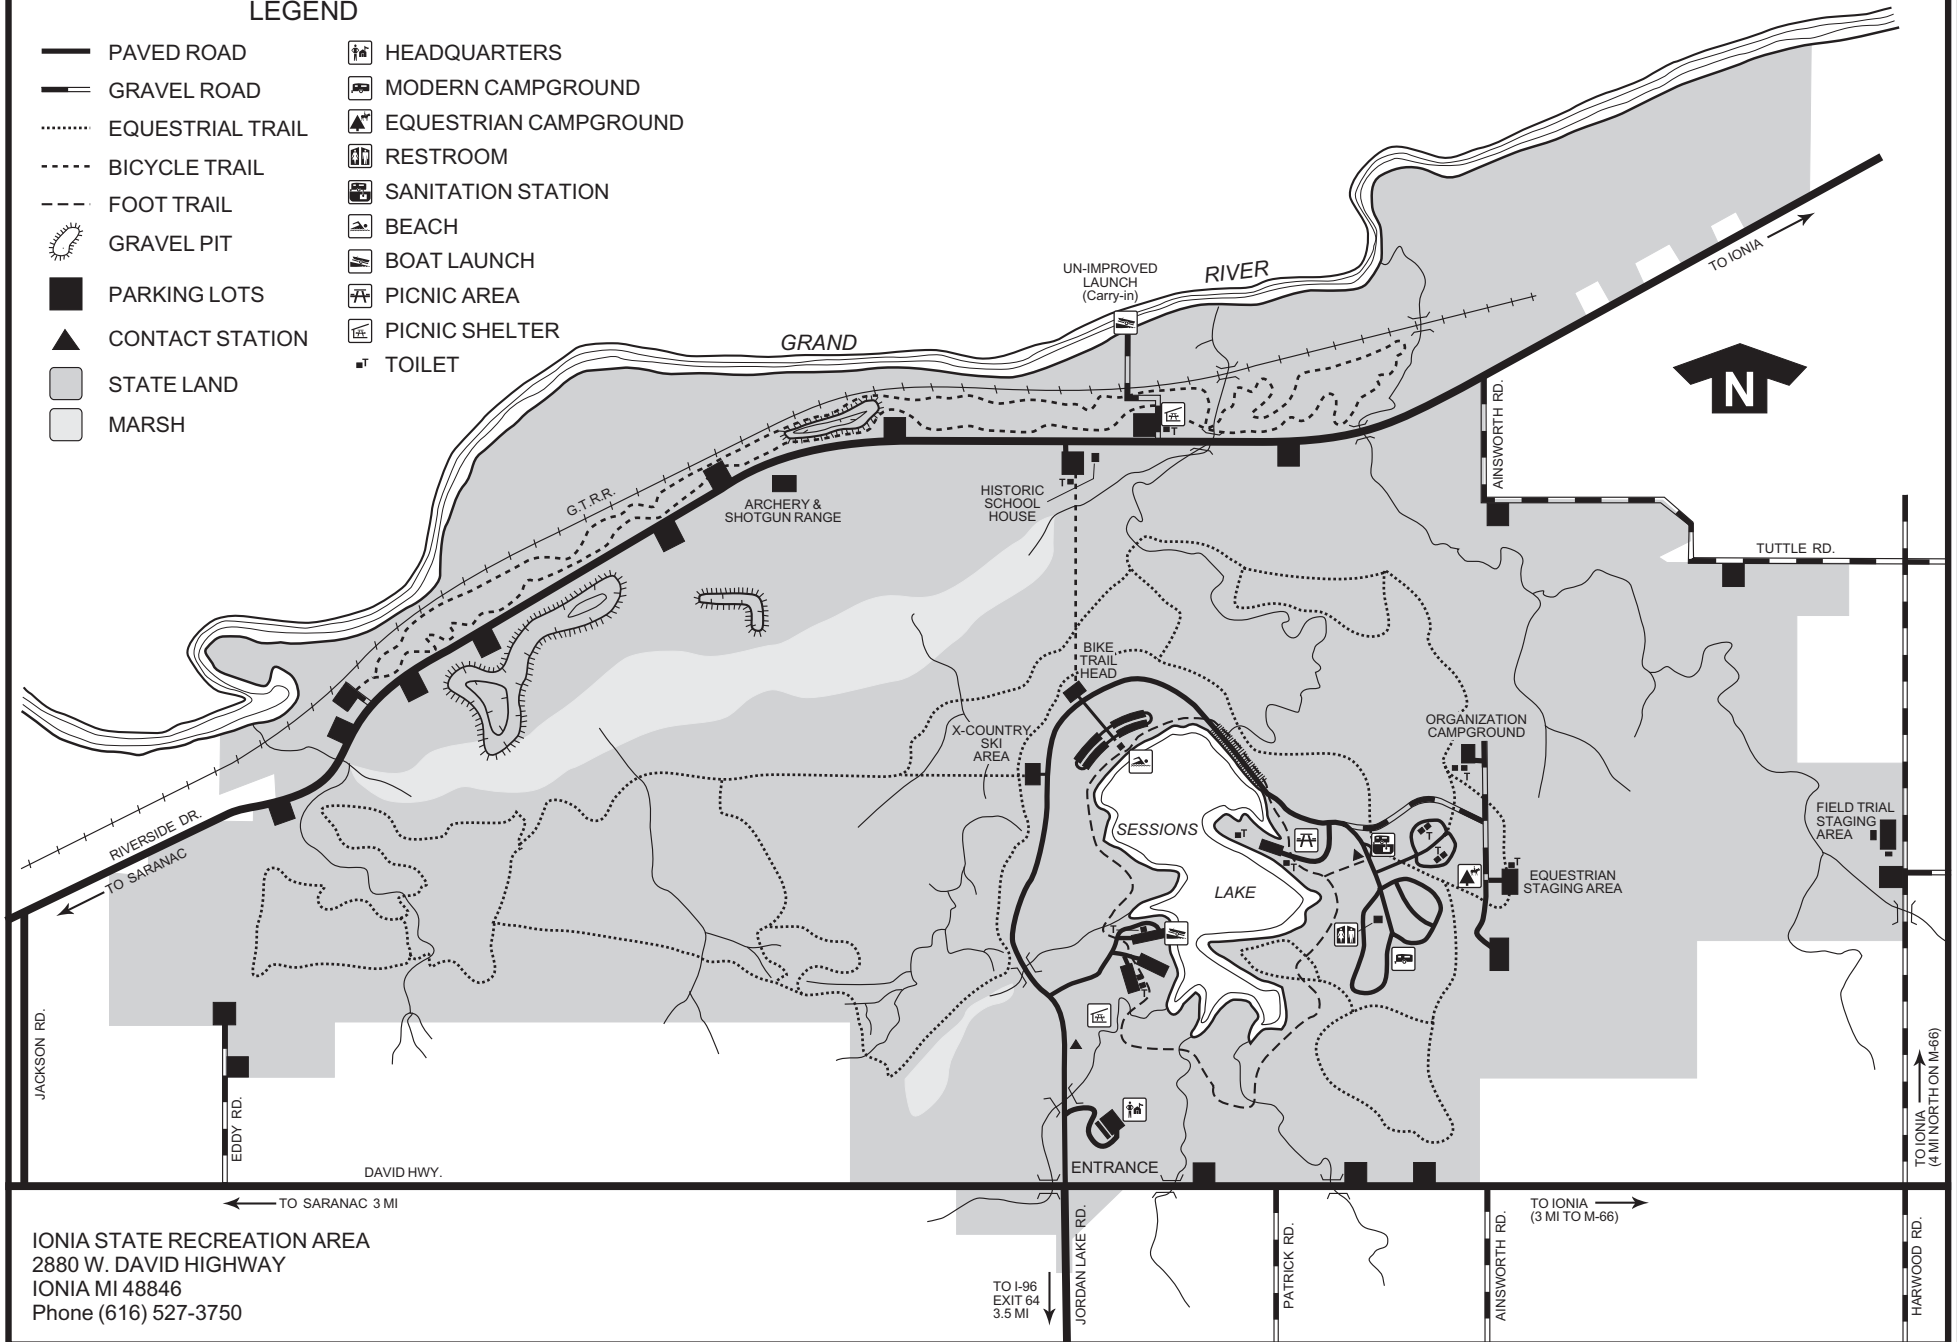 LEGEND
PAVED ROAD
GRAVEL ROAD
EQUESTRIAL TRAIL
BICYCLE TRAIL
FOOT TRAIL
GRAVEL PIT
PARKING LOTS
CONTACT STATION
STATE LAND
MARSH
HEADQUARTERS
MODERN CAMPGROUND
EQUESTRIAN CAMPGROUND
RESTROOM
SANITATION STATION
BEACH
BOAT LAUNCH
PICNIC AREA
PICNIC SHELTER
T TOILET
UN-IMPROVED
LAUNCH
(Carry-in)
GRAND
RIVER
TO IONIA
N
AINSWORTH RD.
TUTTLE RD.
G.T.R.R.
ARCHERY &
SHOTGUN RANGE
T
HISTORIC
SCHOOL
HOUSE
T
BIKE
TRAIL
HEAD
X-COUNTRY
SKI
AREA
ORGANIZATION
CAMPGROUND
T
FIELD TRIAL
STAGING
AREA
SESSIONS
LAKE
T
T
T
T
T
EQUESTRIAN
STAGING AREA
T
T
RIVERSIDE DR.
TO SARANAC
JACKSON RD.
EDDY RD.
DAVID HWY.
TO SARANAC 3 MI
ENTRANCE
TO IONIA
(4 MI NORTH ON M-66)
TO IONIA
(3 MI TO M-66)
IONIA STATE RECREATION AREA
2880 W. DAVID HIGHWAY
IONIA MI 48846
Phone (616) 527-3750
TO I-96
EXIT 64
3.5 MI
JORDAN LAKE RD.
PATRICK RD.
AINSWORTH RD.
HARWOOD RD.